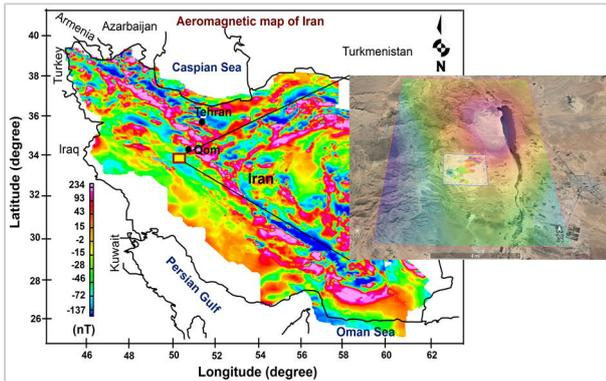 Aeromagnetic map of Iran
Armenia
Azarbaijan
Turkey
Caspian Sea
Turkmenistan
N
Tehran
Qom
Iraq
Iran
Kuwait
Persian Gulf
Oman Sea
Latitude (degree)
40
38
36
34
32
30
28
26
234
93
43
15
-2
-15
-28
-46
-72
-137
(nT)
46 48 50 52 54 56 58 60 62
Longitude (degree)